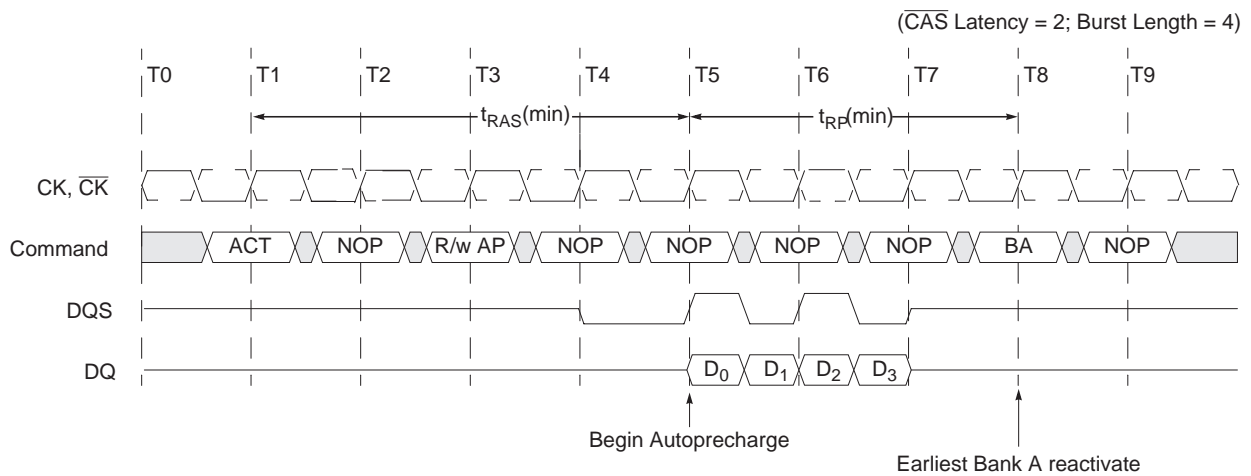 (CAS Latency = 2; Burst Length = 4)
T0 T1 T2 T3 T4 T5 T6 T7 T8 T9
tRAS(min) tRP(min)
CK, CK
Command ACT NOP R/w AP NOP NOP NOP NOP BA NOP
DQS
DQ D0 D1 D2 D3
Begin Autoprecharge
Earliest Bank A reactivate